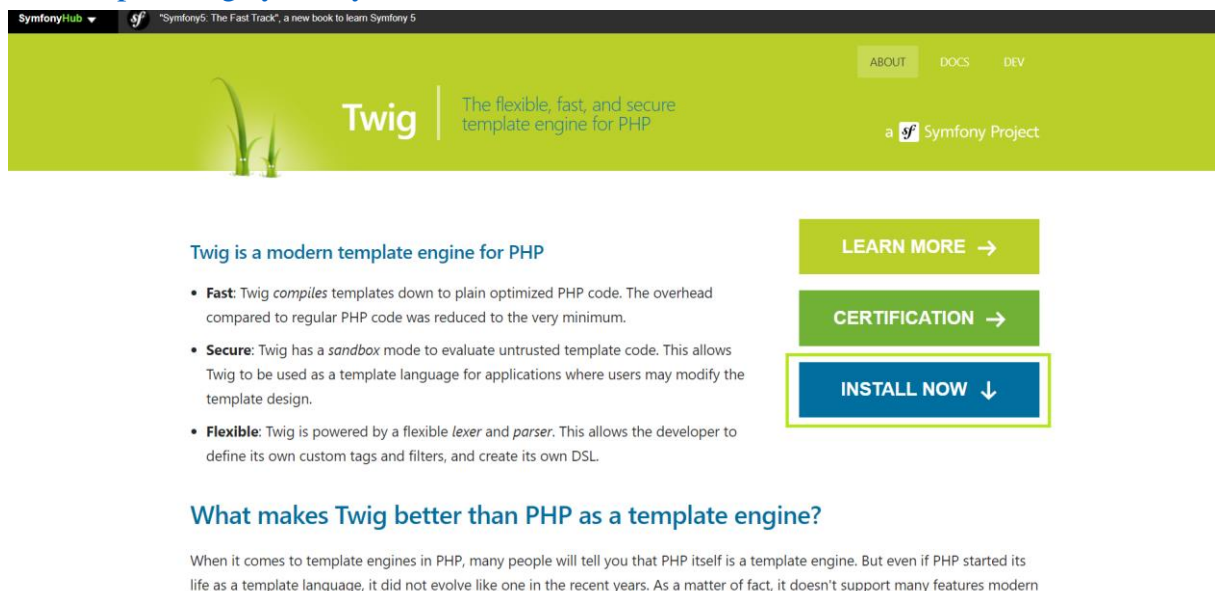 SymfonyHub
sf "Symfony5: The Fast Track", a new book to learn Symfony 5
ABOUT DOCS DEV
Twig
The flexible, fast, and secure
template engine for PHP
a sf Symfony Project
Twig is a modern template engine for PHP
• Fast: Twig compiles templates down to plain optimized PHP code. The overhead
compared to regular PHP code was reduced to the very minimum.
• Secure: Twig has a sandbox mode to evaluate untrusted template code. This allows
Twig to be used as a template language for applications where users may modify the
template design.
• Flexible: Twig is powered by a flexible lexer and parser. This allows the developer to
define its own custom tags and filters, and create its own DSL.
LEARN MORE →
CERTIFICATION →
INSTALL NOW ↓
What makes Twig better than PHP as a template engine?
When it comes to template engines in PHP, many people will tell you that PHP itself is a template engine. But even if PHP started its
life as a template language, it did not evolve like one in the recent years. As a matter of fact, it doesn't support many features modern